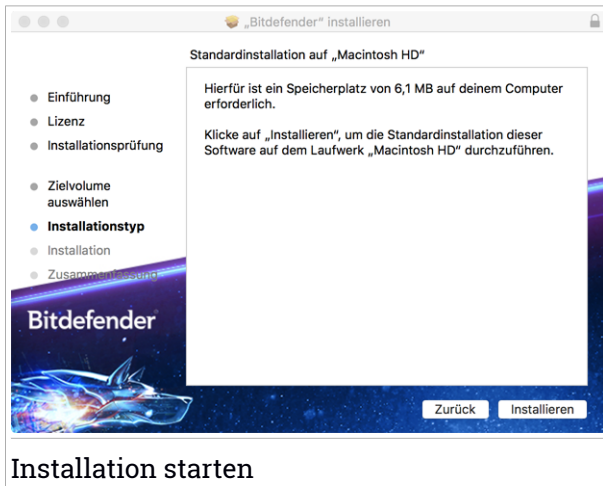 „Bitdefender“ installieren
Standardinstallation auf „Macintosh HD“
Einführung
Lizenz
Installationsprüfung
Zielvolume
auswählen
Installationstyp
Installation
Zusammenfassung
Bitdefender
Hierfür ist ein Speicherplatz von 6,1 MB auf deinem Computer
erforderlich.
Klicke auf „Installieren“, um die Standardinstallation dieser
Software auf dem Laufwerk „Macintosh HD“ durchzuführen.
Zurück
Installieren
Installation starten